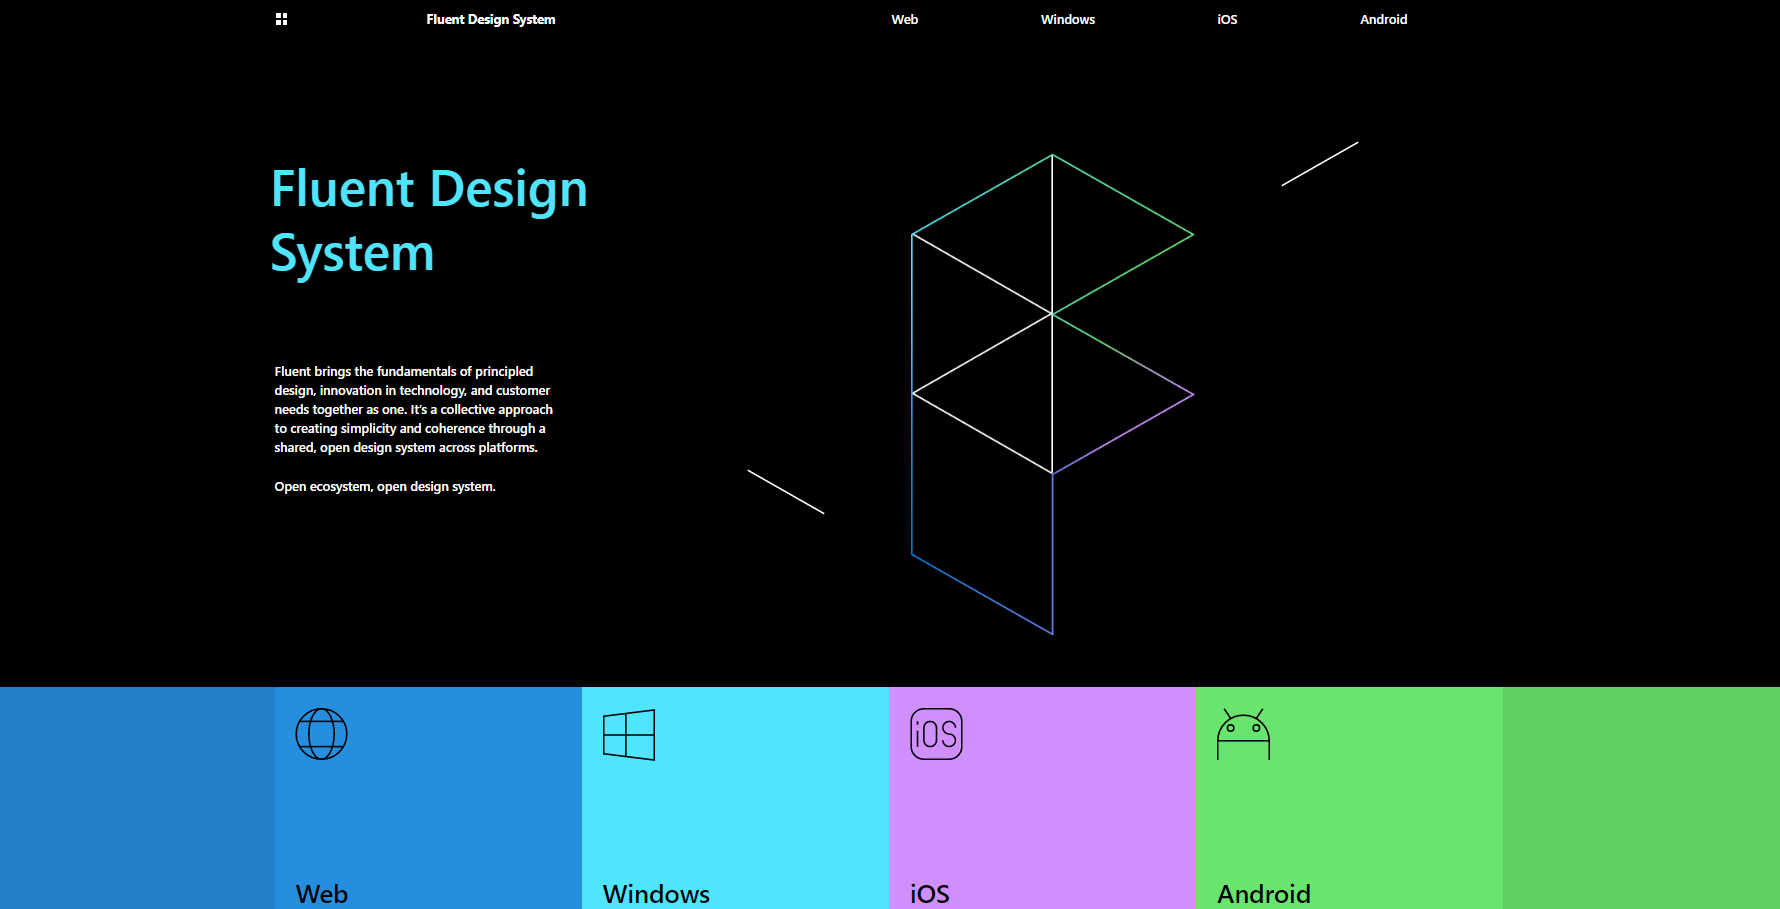 Fluent Design System
Web
Windows
iOS
Android
Fluent Design
System
Fluent brings the fundamentals of principled
design, innovation in technology, and customer
needs together as one. It's a collective approach
to creating simplicity and coherence through a
shared, open design system across platforms.
Open ecosystem, open design system.
iOS
Web
Windows
iOS
Android